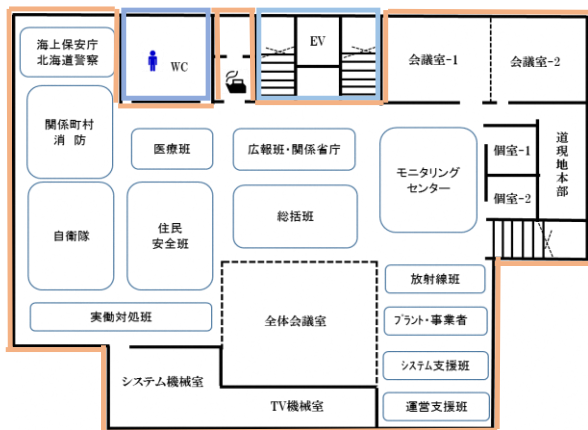 海上保安庁
北海道警察
WC
EV
会議室-1
会議室-2
関係町村
消 防
医療班
広報班・関係省庁
モニタリング
センター
個室-1
個室-2
道現地本部
自衛隊
住民
安全班
総括班
放射線班
実働対処班
全体会議室
プラント・事業者
システム機械室
システム支援班
TV機械室
運営支援班